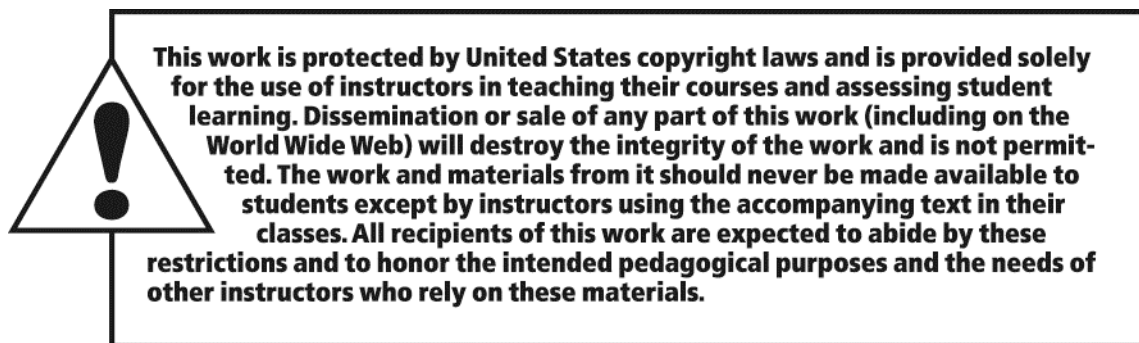 This work is protected by United States copyright laws and is provided solely
for the use of instructors in teaching their courses and assessing student
learning. Dissemination or sale of any part of this work (including on the
World Wide Web) will destroy the integrity of the work and is not permit-
ted. The work and materials from it should never be made available to
students except by instructors using the accompanying text in their
classes. All recipients of this work are expected to abide by these
restrictions and to honor the intended pedagogical purposes and the needs of
other instructors who rely on these materials.